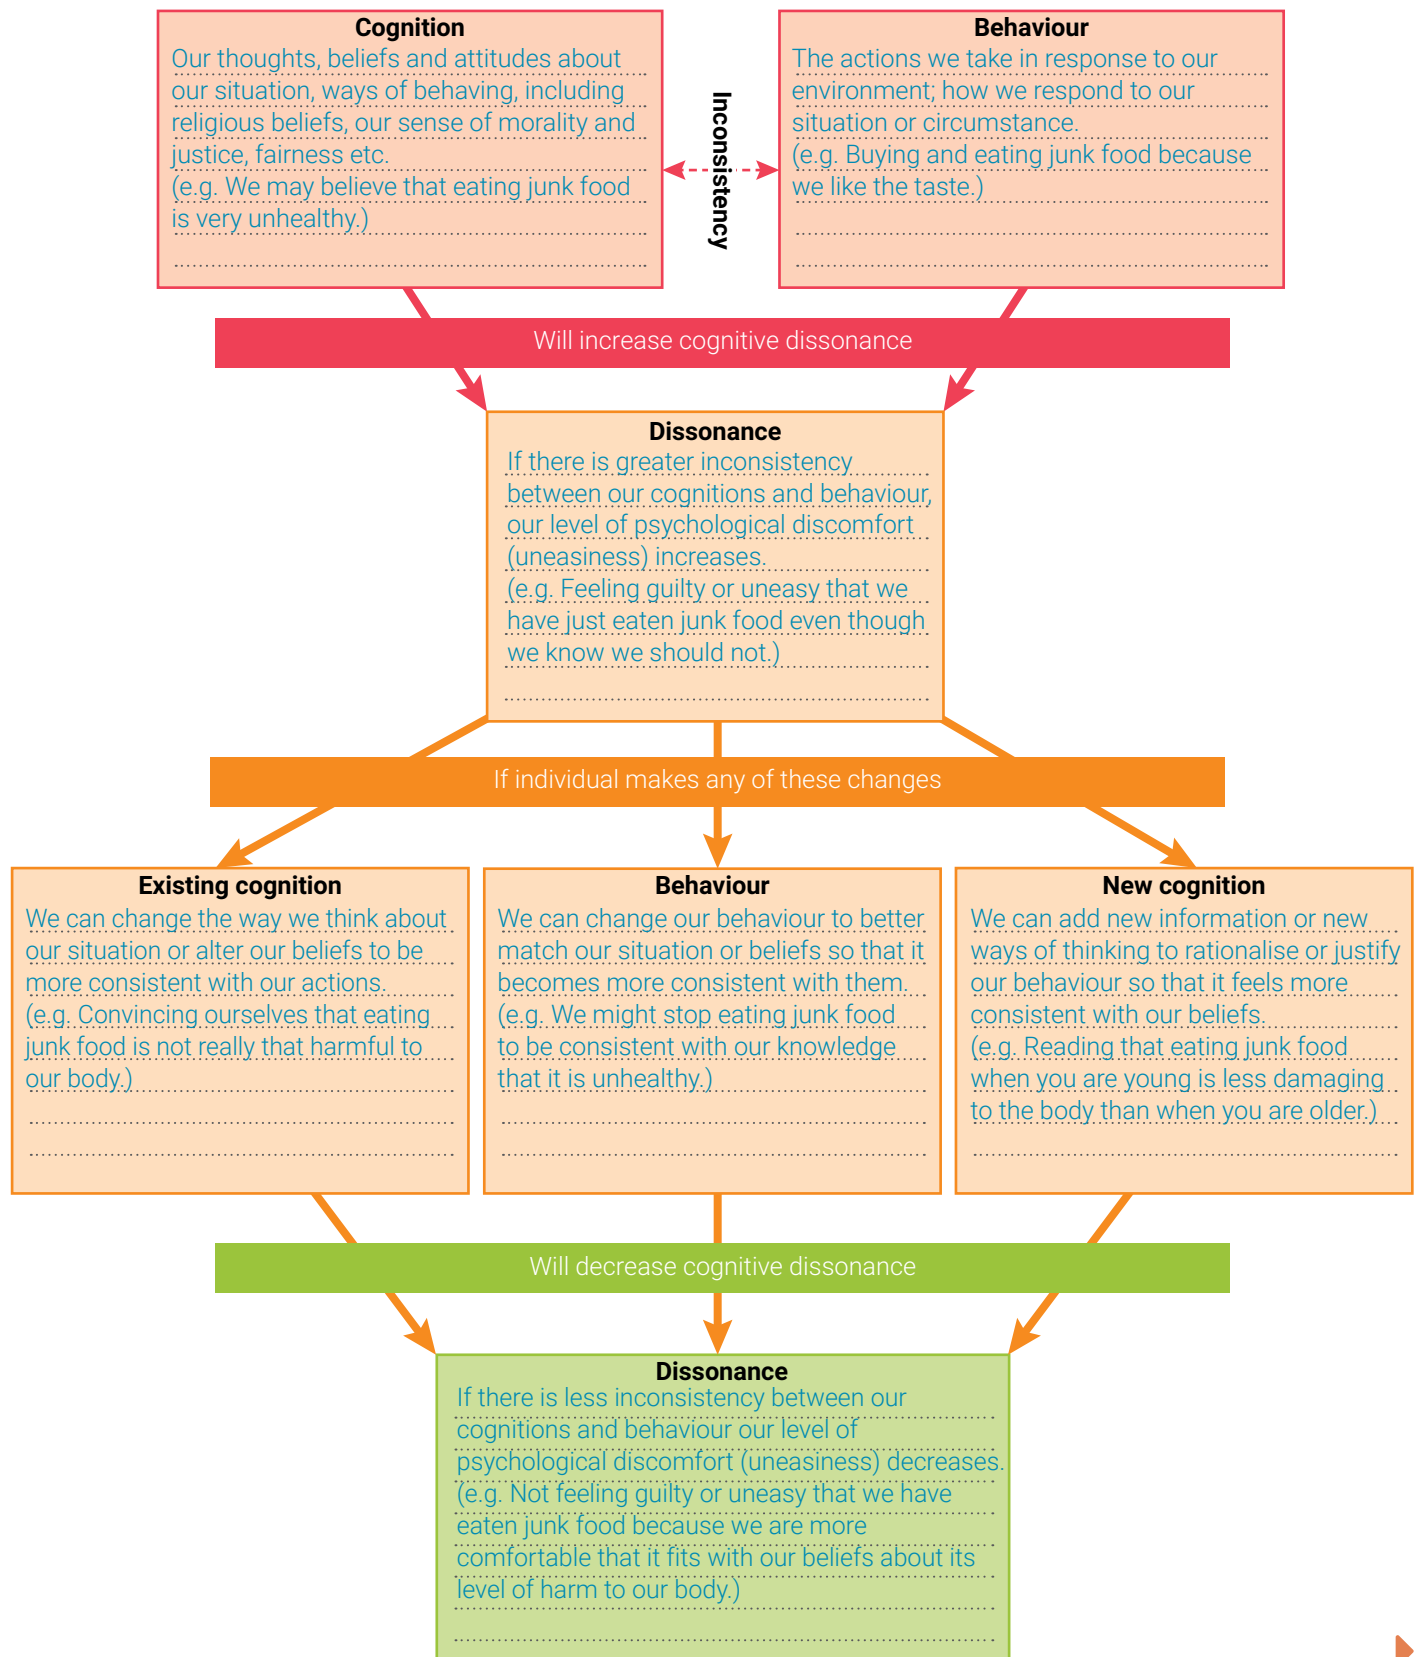 Cognition
Our thoughts, beliefs and attitudes about
our situation, ways of behaving, including
religious beliefs, our sense of morality and
justice, fairness etc.
(e.g. We may believe that eating junk food
is very unhealthy.)
Inconsistency
Behaviour
The actions we take in response to our
environment; how we respond to our
situation or circumstance.
(e.g. Buying and eating junk food because
we like the taste.)
Will increase cognitive dissonance
Dissonance
If there is greater inconsistency
between our cognitions and behaviour,
our level of psychological discomfort
(uneasiness) increases.
(e.g. Feeling guilty or uneasy that we
have just eaten junk food even though
we know we should not.)
If individual makes any of these changes
Existing cognition
We can change the way we think about
our situation or alter our beliefs to be
more consistent with our actions.
(e.g. Convincing ourselves that eating
junk food is not really that harmful to
our body.)
Behaviour
We can change our behaviour to better
match our situation or beliefs so that it
becomes more consistent with them.
(e.g. We might stop eating junk food
to be consistent with our knowledge
that it is unhealthy.)
New cognition
We can add new information or new
ways of thinking to rationalise or justify
our behaviour so that it feels more
consistent with our beliefs.
(e.g. Reading that eating junk food
when you are young is less damaging
to the body than when you are older.)
Will decrease cognitive dissonance
Dissonance
If there is less inconsistency between our
cognitions and behaviour our level of
psychological discomfort (uneasiness) decreases.
(e.g. Not feeling guilty or uneasy that we have
eaten junk food because we are more
comfortable that it fits with our beliefs about its
level of harm to our body.)